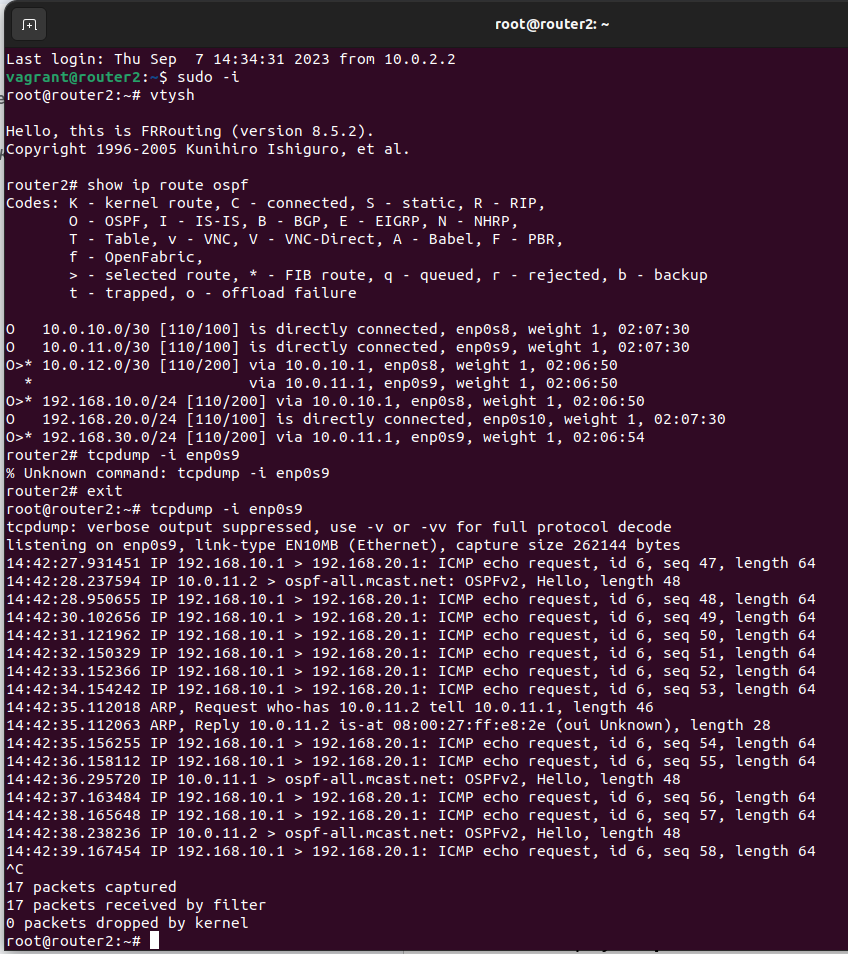 root@router2: ~
Last login: Thu Sep  7 14:34:31 2023 from 10.0.2.2
vagrant@router2:~$ sudo -i
root@router2:~# vtysh

Hello, this is FRRouting (version 8.5.2).
Copyright 1996-2005 Kunihiro Ishiguro, et al.

router2# show ip route ospf
Codes: K - kernel route, C - connected, S - static, R - RIP,
       O - OSPF, I - IS-IS, B - BGP, E - EIGRP, N - NHRP,
       T - Table, v - VNC, V - VNC-Direct, A - Babel, F - PBR,
       f - OpenFabric,
       > - selected route, * - FIB route, q - queued, r - rejected, b - backup
       t - trapped, o - offload failure

O   10.0.10.0/30 [110/100] is directly connected, enp0s8, weight 1, 02:07:30
O   10.0.11.0/30 [110/100] is directly connected, enp0s9, weight 1, 02:07:30
O>* 10.0.12.0/30 [110/200] via 10.0.10.1, enp0s8, weight 1, 02:06:50
  *                        via 10.0.11.1, enp0s9, weight 1, 02:06:50
O>* 192.168.10.0/24 [110/200] via 10.0.10.1, enp0s8, weight 1, 02:06:50
O   192.168.20.0/24 [110/100] is directly connected, enp0s10, weight 1, 02:07:30
O>* 192.168.30.0/24 [110/200] via 10.0.11.1, enp0s9, weight 1, 02:06:54
router2# tcpdump -i enp0s9
% Unknown command: tcpdump -i enp0s9
router2# exit
root@router2:~# tcpdump -i enp0s9
tcpdump: verbose output suppressed, use -v or -vv for full protocol decode
listening on enp0s9, link-type EN10MB (Ethernet), capture size 262144 bytes
14:42:27.931451 IP 192.168.10.1 > 192.168.20.1: ICMP echo request, id 6, seq 47, length 64
14:42:28.237594 IP 10.0.11.2 > ospf-all.mcast.net: OSPFv2, Hello, length 48
14:42:28.950655 IP 192.168.10.1 > 192.168.20.1: ICMP echo request, id 6, seq 48, length 64
14:42:30.102656 IP 192.168.10.1 > 192.168.20.1: ICMP echo request, id 6, seq 49, length 64
14:42:31.121962 IP 192.168.10.1 > 192.168.20.1: ICMP echo request, id 6, seq 50, length 64
14:42:32.150329 IP 192.168.10.1 > 192.168.20.1: ICMP echo request, id 6, seq 51, length 64
14:42:33.152366 IP 192.168.10.1 > 192.168.20.1: ICMP echo request, id 6, seq 52, length 64
14:42:34.154242 IP 192.168.10.1 > 192.168.20.1: ICMP echo request, id 6, seq 53, length 64
14:42:35.112018 ARP, Request who-has 10.0.11.2 tell 10.0.11.1, length 46
14:42:35.112063 ARP, Reply 10.0.11.2 is-at 08:00:27:ff:e8:2e (oui Unknown), length 28
14:42:35.156255 IP 192.168.10.1 > 192.168.20.1: ICMP echo request, id 6, seq 54, length 64
14:42:36.158112 IP 192.168.10.1 > 192.168.20.1: ICMP echo request, id 6, seq 55, length 64
14:42:36.295720 IP 10.0.11.1 > ospf-all.mcast.net: OSPFv2, Hello, length 48
14:42:37.163484 IP 192.168.10.1 > 192.168.20.1: ICMP echo request, id 6, seq 56, length 64
14:42:38.165648 IP 192.168.10.1 > 192.168.20.1: ICMP echo request, id 6, seq 57, length 64
14:42:38.238236 IP 10.0.11.2 > ospf-all.mcast.net: OSPFv2, Hello, length 48
14:42:39.167454 IP 192.168.10.1 > 192.168.20.1: ICMP echo request, id 6, seq 58, length 64
^C
17 packets captured
17 packets received by filter
0 packets dropped by kernel
root@router2:~#